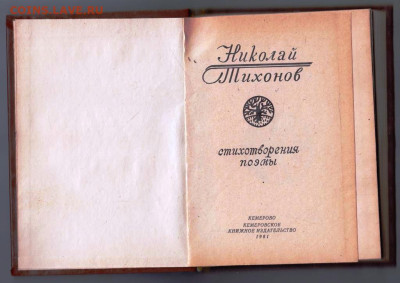 COINS.LAVE.RU
Николай
Тихонов
стихотворения
поэмы
КЕМЕРОВО
КЕМЕРОВСКОЕ
КНИЖНОЕ ИЗДАТЕЛЬСТВО
1981